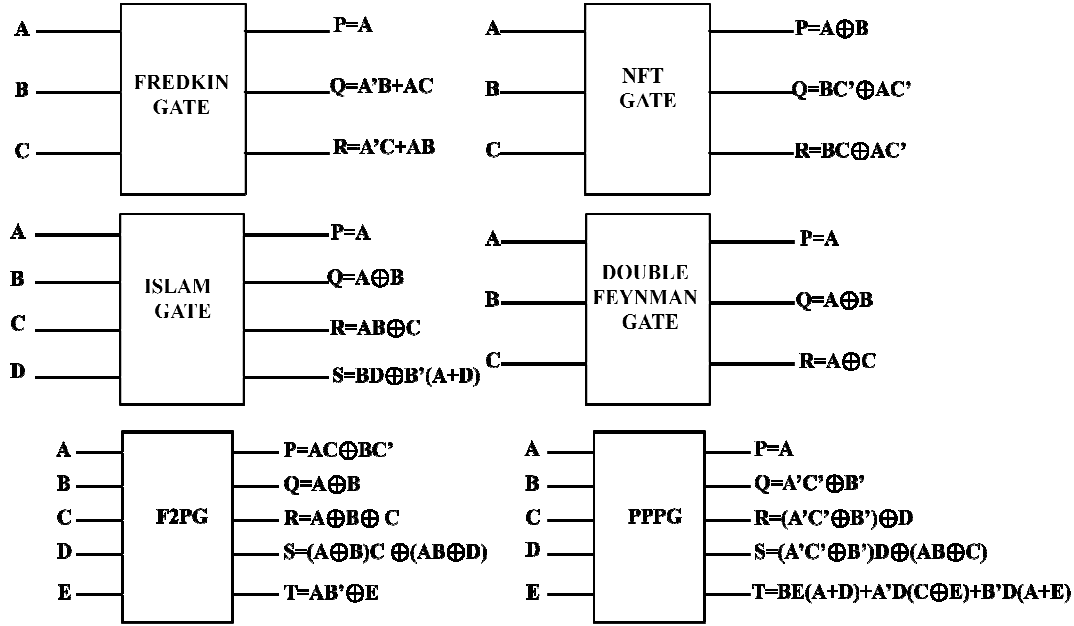 A P=A
B FREDKIN GATE Q=A'B+AC
C R=A'C+AB
A P=A⊕B
B NFT GATE Q=BC'⊕AC'
C R=BC⊕AC'
A P=A
B ISLAM GATE Q=A⊕B
C R=AB⊕C
D S=BD⊕B'(A+D)
A P=A
B DOUBLE FEYNMAN GATE Q=A⊕B
C R=A⊕C
A P=AC⊕BC'
B Q=A⊕B
C F2PG R=A⊕B⊕ C
D S=(A⊕B)C ⊕(AB⊕D)
E T=AB'⊕E
A P=A
B Q=A'C'⊕B'
C PPPG R=(A'C'⊕B')⊕D
D S=(A'C'⊕B')D⊕(AB⊕C)
E T=BE(A+D)+A'D(C⊕E)+B'D(A+E)